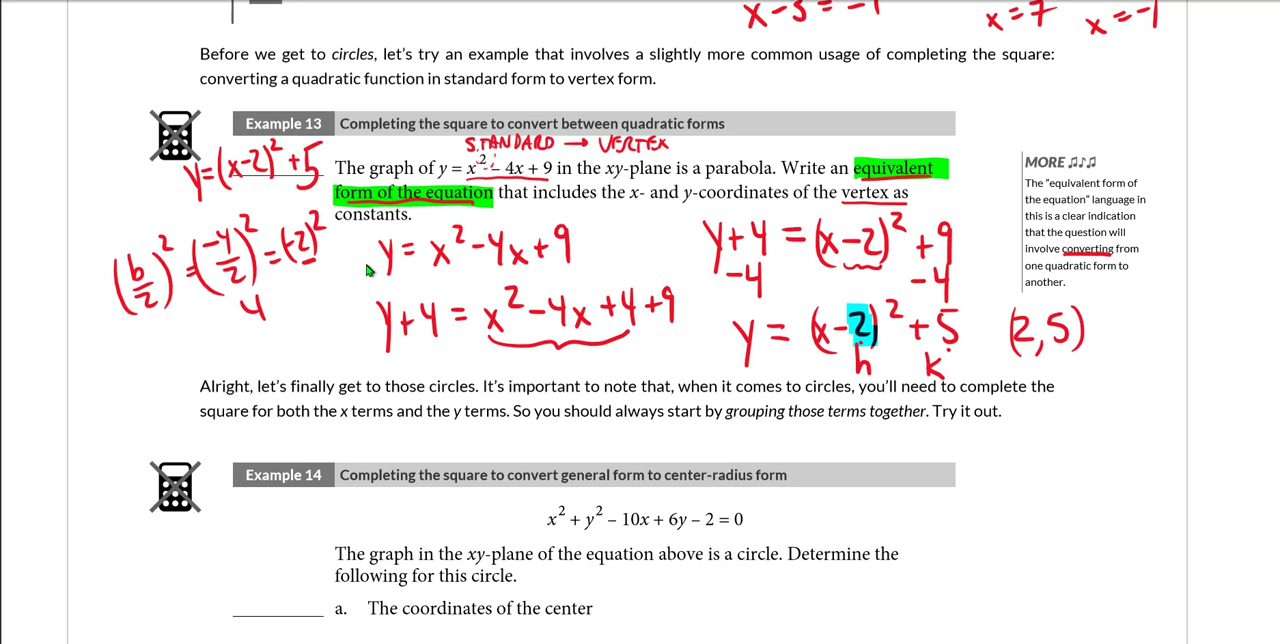 x-5 = -1
x=7 x=-1
Before we get to circles, let's try an example that involves a slightly more common usage of completing the square:
converting a quadratic function in standard form to vertex form.
Example 13 Completing the square to convert between quadratic forms
STANDARD → VERTEX
y=(x-2)²+5
The graph of y = x² – 4x + 9 in the xy-plane is a parabola. Write an equivalent
form of the equation that includes the x- and y-coordinates of the vertex as
constants.
MORE ♫♪♫
The "equivalent form of
the equation" language in
this is a clear indication
that the question will
involve converting from
one quadratic form to
another.
(b/2)² = (-4/2)² = (-2)²
4
y = x²-4x+9
y+4 = x²-4x+4+9
y+4 = (x-2)²+9
-4 -4
y = (x-2)²+5 (2,5)
h k
Alright, let's finally get to those circles. It's important to note that, when it comes to circles, you'll need to complete the
square for both the x terms and the y terms. So you should always start by grouping those terms together. Try it out.
Example 14 Completing the square to convert general form to center-radius form
x² + y² – 10x + 6y – 2 = 0
The graph in the xy-plane of the equation above is a circle. Determine the
following for this circle.
a. The coordinates of the center